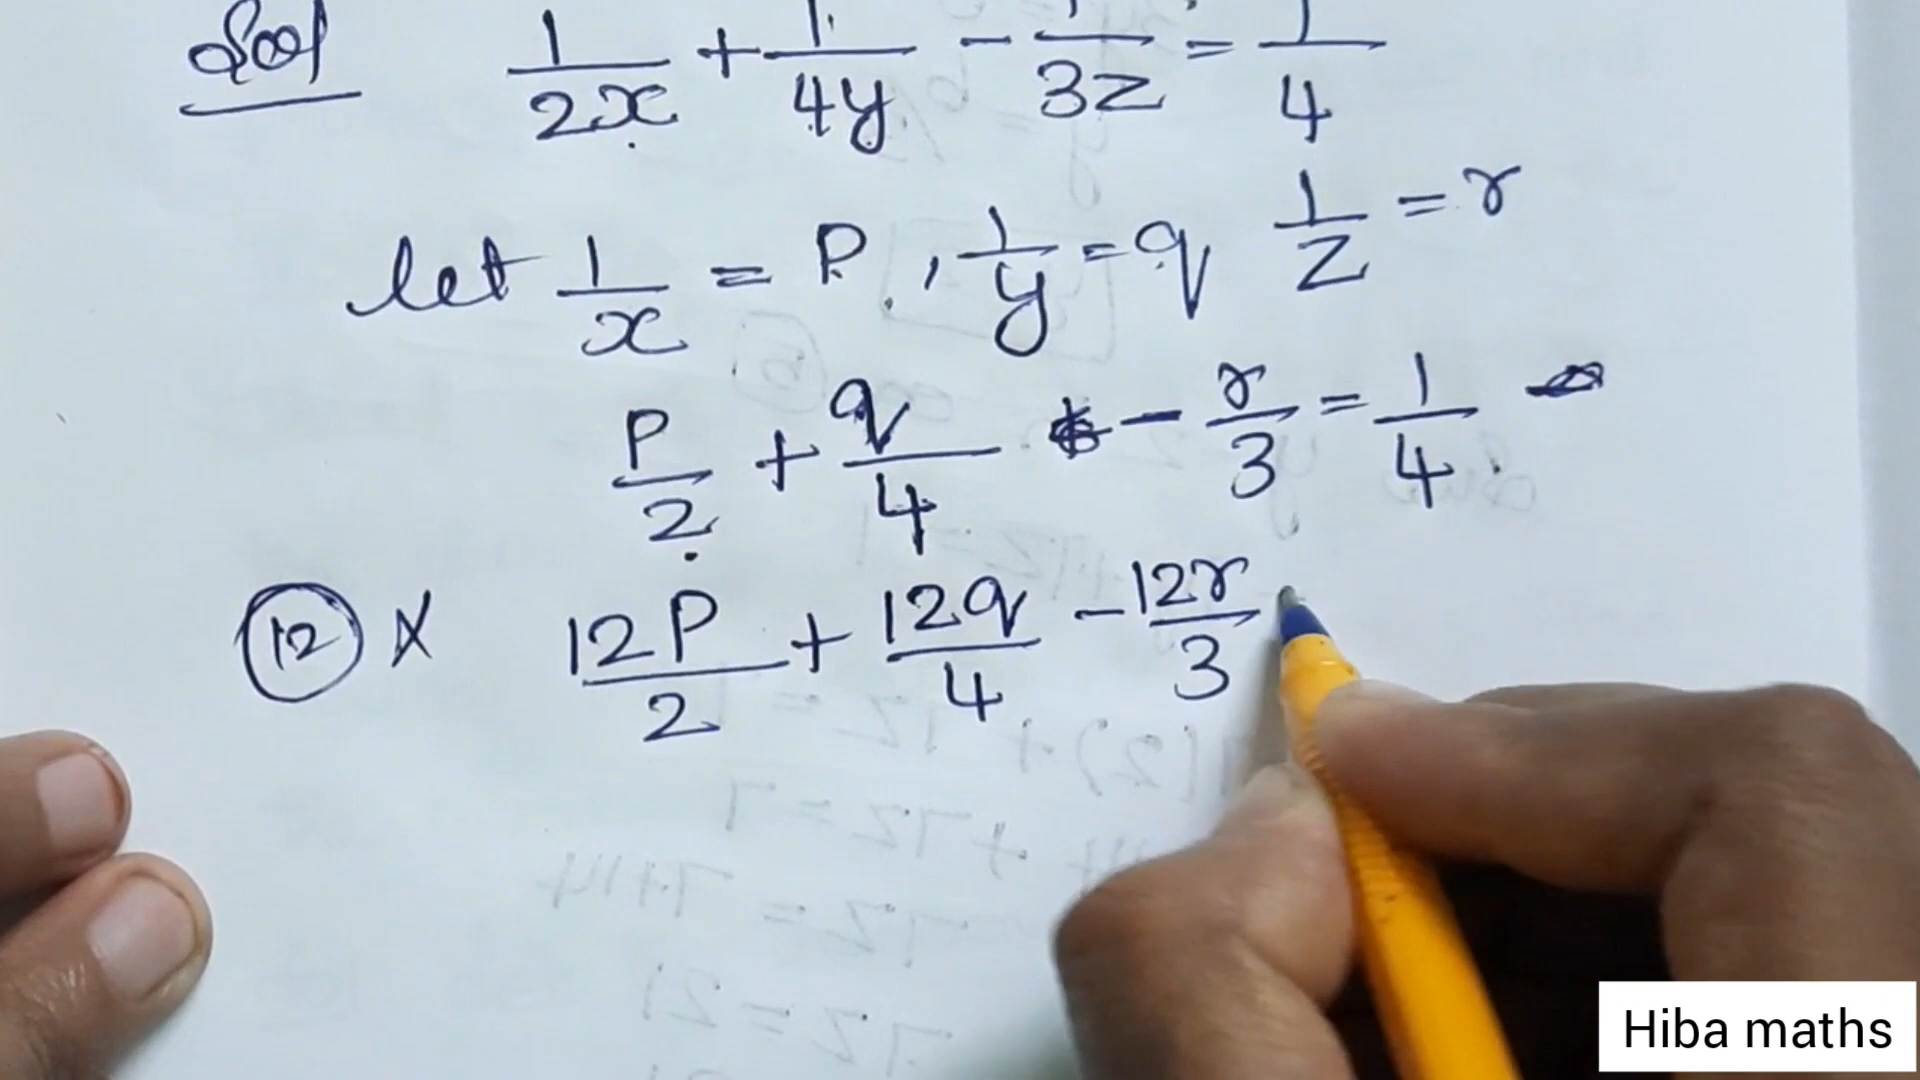 Sol 1/2x + 1/4y - 1/3z = 1/4
let 1/x = P, 1/y = q 1/z = r
P/2 + q/4 - r/3 = 1/4
12 × 12P/2 + 12q/4 - 12r/3
Hiba maths